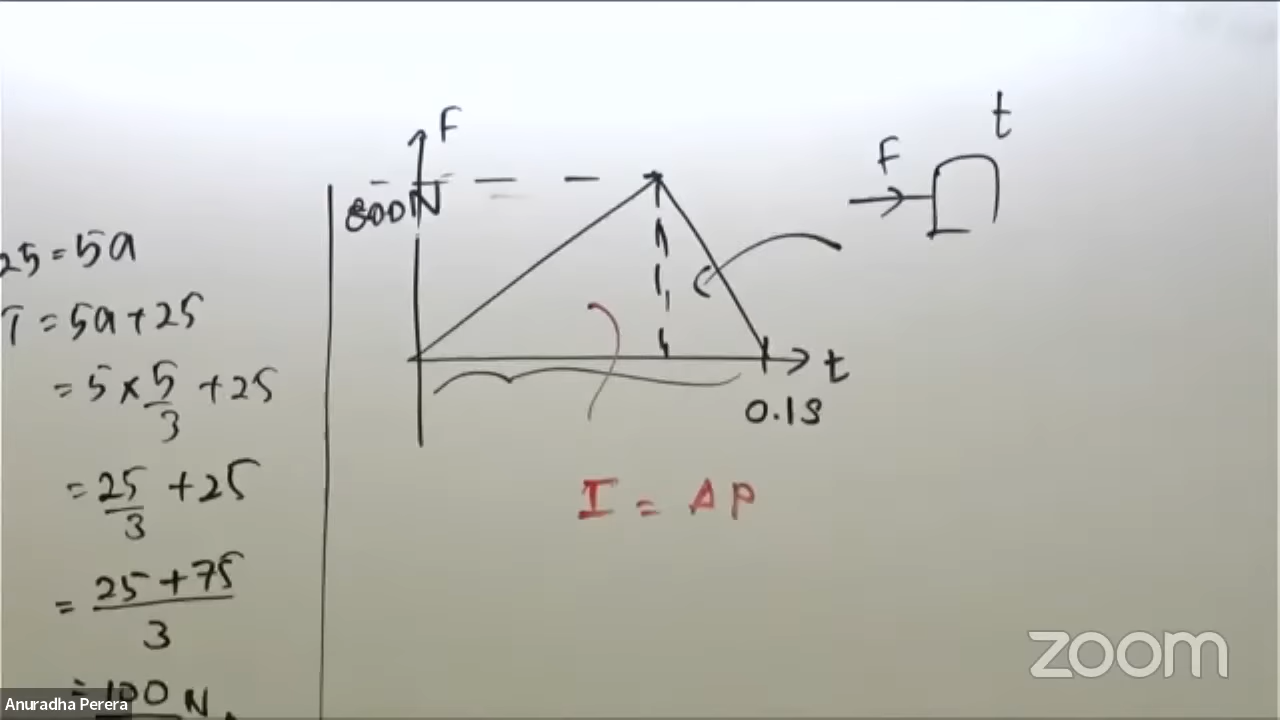 25 = 5a
T = 5a + 25
= 5 × 5/3 + 25
= 25/3 + 25
= 25 + 75
3
= 100 N
F
800N
t
0.1s
I = Δp
F
t
zoom
Anuradha Perera